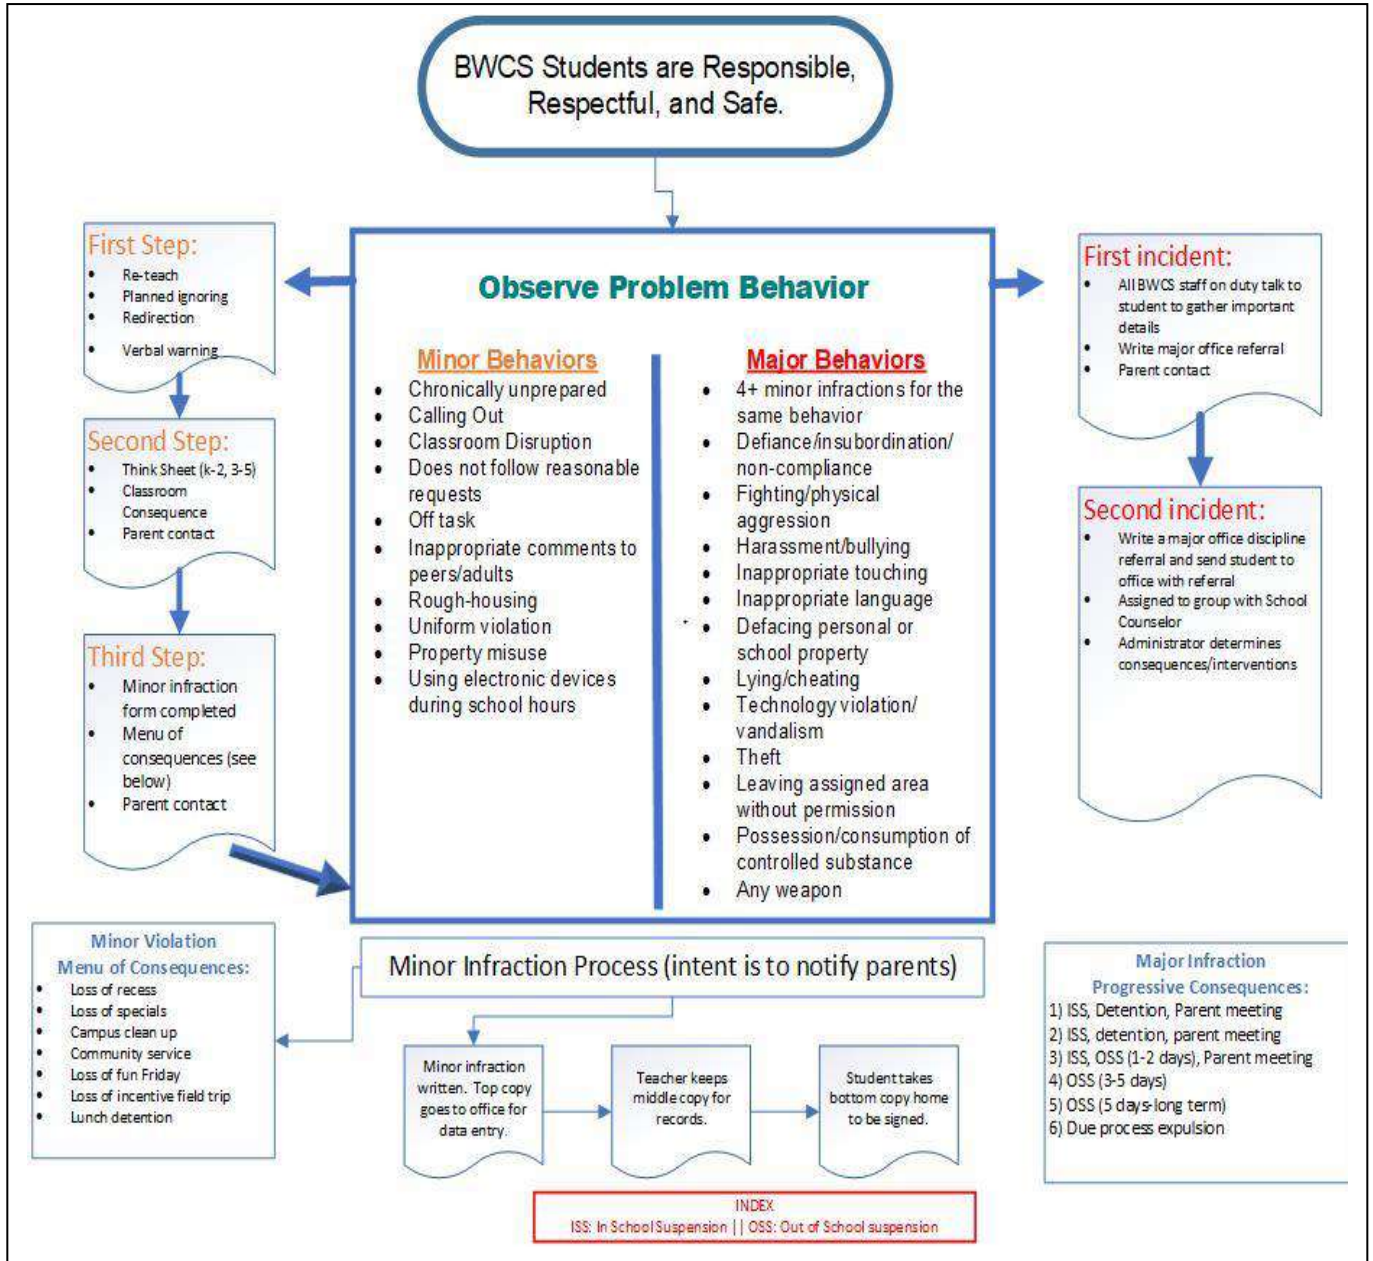 BWCS Students are Responsible,
Respectful, and Safe.
First Step:
Re-teach
Planned ignoring
Redirection
Verbal warning
Second Step:
Think Sheet (k-2, 3-5)
Classroom
Consequence
Parent contact
Third Step:
Minor infraction
form completed
Menu of
consequences (see
below)
Parent contact
Observe Problem Behavior
Minor Behaviors
Chronically unprepared
Calling Out
Classroom Disruption
Does not follow reasonable
requests
Off task
Inappropriate comments to
peers/adults
Rough-housing
Uniform violation
Property misuse
Using electronic devices
during school hours
Major Behaviors
4+ minor infractions for the
same behavior
Defiance/insubordination/
non-compliance
Fighting/physical
aggression
Harassment/bullying
Inappropriate touching
Inappropriate language
Defacing personal or
school property
Lying/cheating
Technology violation/
vandalism
Theft
Leaving assigned area
without permission
Possession/consumption of
controlled substance
Any weapon
First incident:
All BWCS staff on duty talk to
student to gather important
details
Write major office referral
Parent contact
Second incident:
Write a major office discipline
referral and send student to
office with referral
Assigned to group with School
Counselor
Administrator determines
consequences/interventions
Minor Violation
Menu of Consequences:
Loss of recess
Loss of specials
Campus clean up
Community service
Loss of fun Friday
Loss of incentive field trip
Lunch detention
Minor Infraction Process (intent is to notify parents)
Minor infraction
written. Top copy
goes to office for
data entry.
Teacher keeps
middle copy for
records.
Student takes
bottom copy home
to be signed.
Major Infraction
Progressive Consequences:
1) ISS, Detention, Parent meeting
2) ISS, detention, parent meeting
3) ISS, OSS (1-2 days), Parent meeting
4) OSS (3-5 days)
5) OSS (5 days-long term)
6) Due process expulsion
INDEX
ISS: In School Suspension || OSS: Out of School suspension